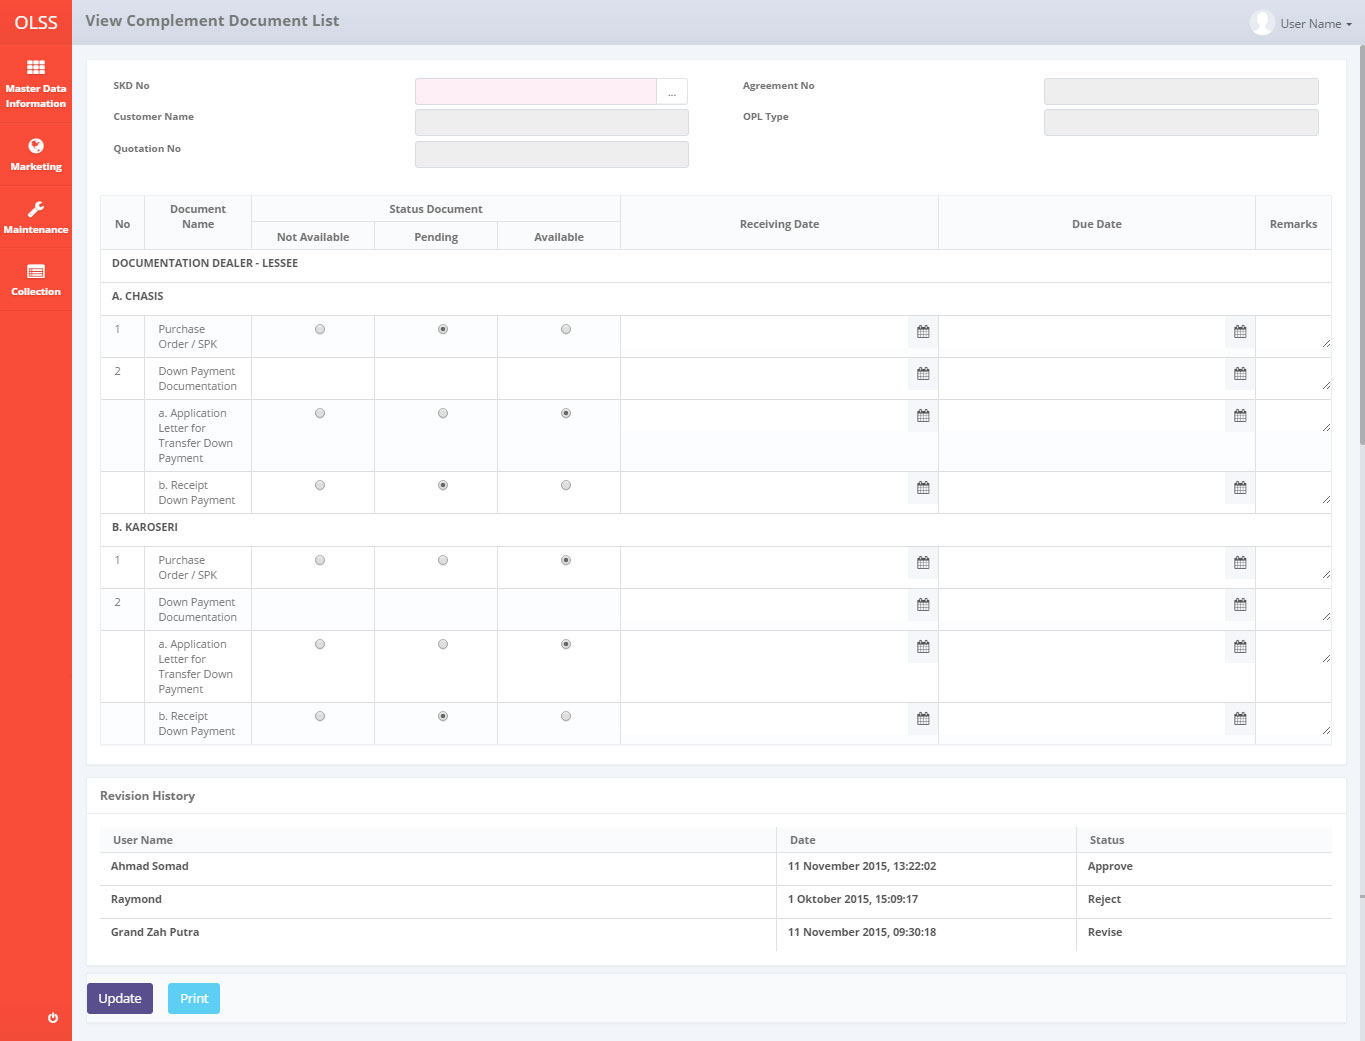 OLSS
View Complement Document List
User Name
Master Data
Information
Marketing
Maintenance
Collection
SKD No
...
Agreement No
Customer Name
OPL Type
Quotation No
No
Document
Name
Status Document
Not Available
Pending
Available
Receiving Date
Due Date
Remarks
DOCUMENTATION DEALER - LESSEE
A. CHASIS
1
Purchase
Order / SPK
2
Down Payment
Documentation
a. Application
Letter for
Transfer Down
Payment
b. Receipt
Down Payment
B. KAROSERI
1
Purchase
Order / SPK
2
Down Payment
Documentation
a. Application
Letter for
Transfer Down
Payment
b. Receipt
Down Payment
Revision History
User Name Date Status
Ahmad Somad 11 November 2015, 13:22:02 Approve
Raymond 1 Oktober 2015, 15:09:17 Reject
Grand Zah Putra 11 November 2015, 09:30:18 Revise
Update
Print